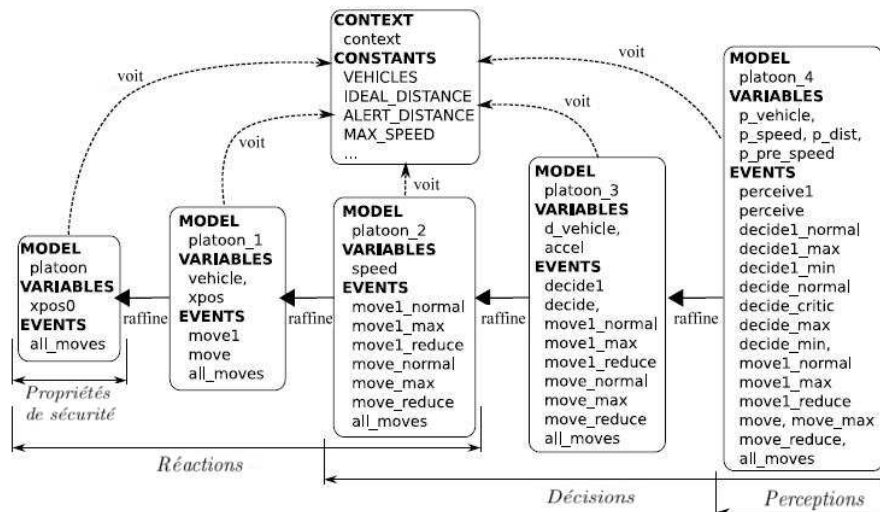 CONTEXT
context
CONSTANTS
VEHICLES
IDEAL_DISTANCE
ALERT_DISTANCE
MAX_SPEED
...
voit
voit
voit
voit
voit
MODEL
platoon
VARIABLES
xpos0
EVENTS
all_moves
raffine
MODEL
platoon_1
VARIABLES
vehicle,
xpos
EVENTS
move1
move
all_moves
raffine
MODEL
platoon_2
VARIABLES
speed
EVENTS
move1_normal
move1_max
move1_reduce
move_normal
move_max
move_reduce
all_moves
raffine
MODEL
platoon_3
VARIABLES
d_vehicle,
accel
EVENTS
decide1
decide,
move1_normal
move1_max
move1_reduce
move_normal
move_max
move_reduce
all_moves
raffine
MODEL
platoon_4
VARIABLES
p_vehicle,
p_speed, p_dist,
p_pre_speed
EVENTS
perceive1
perceive
decide1_normal
decide1_max
decide1_min
decide_normal
decide_critic
decide_max
decide_min,
move1_normal
move1_max
move1_reduce
move, move_max
move_reduce,
all_moves
Propriétés
de sécurité
Réactions
Décisions
Perceptions